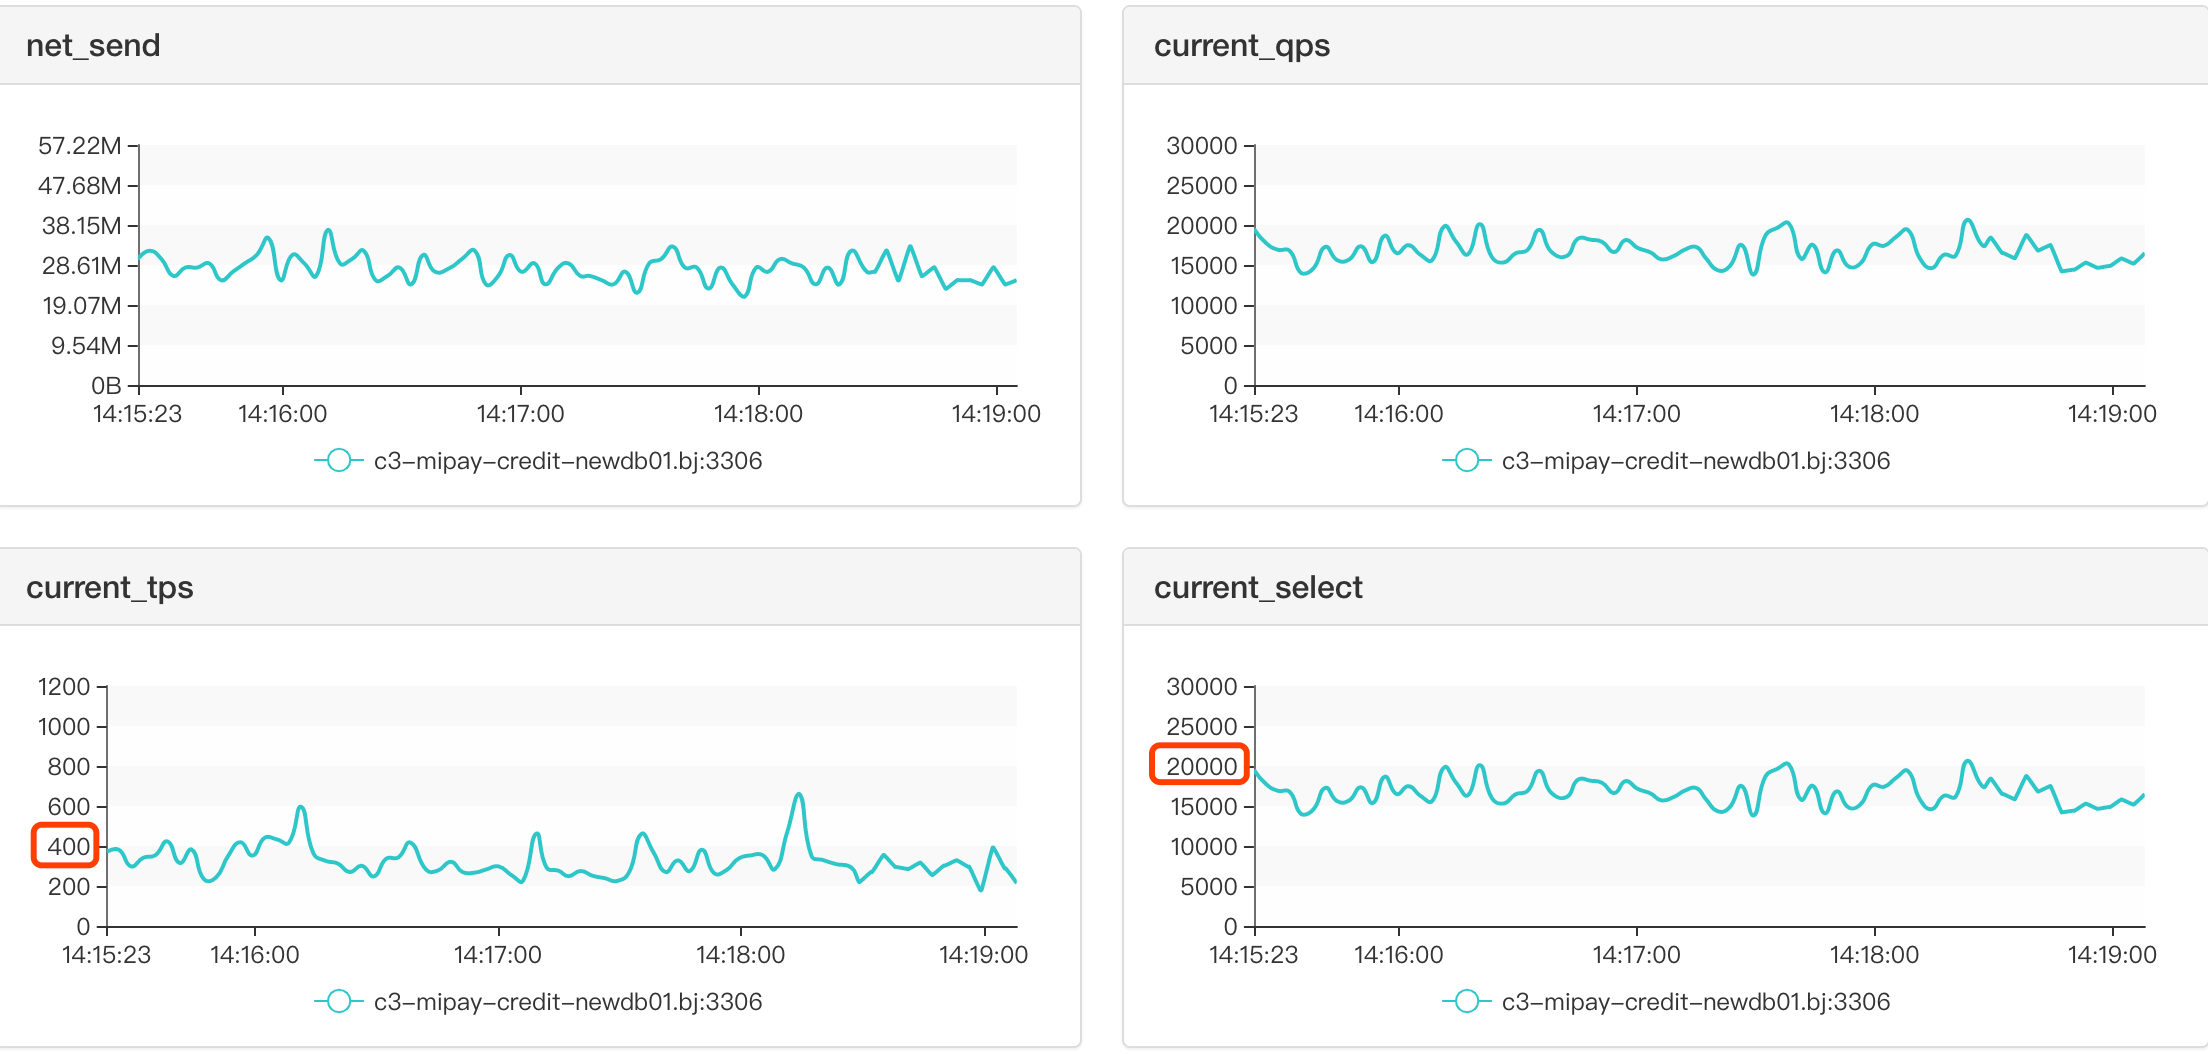 net_send
57.22M
47.68M
38.15M
28.61M
19.07M
9.54M
0B
14:15:23 14:16:00 14:17:00 14:18:00 14:19:00
c3-mipay-credit-newdb01.bj:3306
current_qps
30000
25000
20000
15000
10000
5000
0
14:15:23 14:16:00 14:17:00 14:18:00 14:19:00
c3-mipay-credit-newdb01.bj:3306
current_tps
1200
1000
800
600
400
200
0
14:15:23 14:16:00 14:17:00 14:18:00 14:19:00
c3-mipay-credit-newdb01.bj:3306
current_select
30000
25000
20000
15000
10000
5000
0
14:15:23 14:16:00 14:17:00 14:18:00 14:19:00
c3-mipay-credit-newdb01.bj:3306